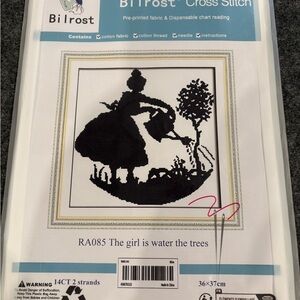 Bilrost
Bilrost Cross Stitch
Pre-printed fabric & Dispensable chart reading
Contains cotton fabric cotton thread needle instructions
RA085 The girl is water the trees
WARNING
14CT 2 strands
36×37cm